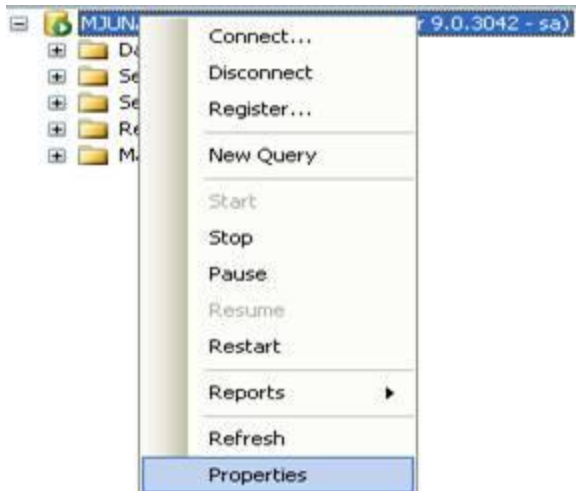 MJUN r 9.0.3042 - sa)
Connect...
Disconnect
Register...
New Query
Start
Stop
Pause
Resume
Restart
Reports
Refresh
Properties